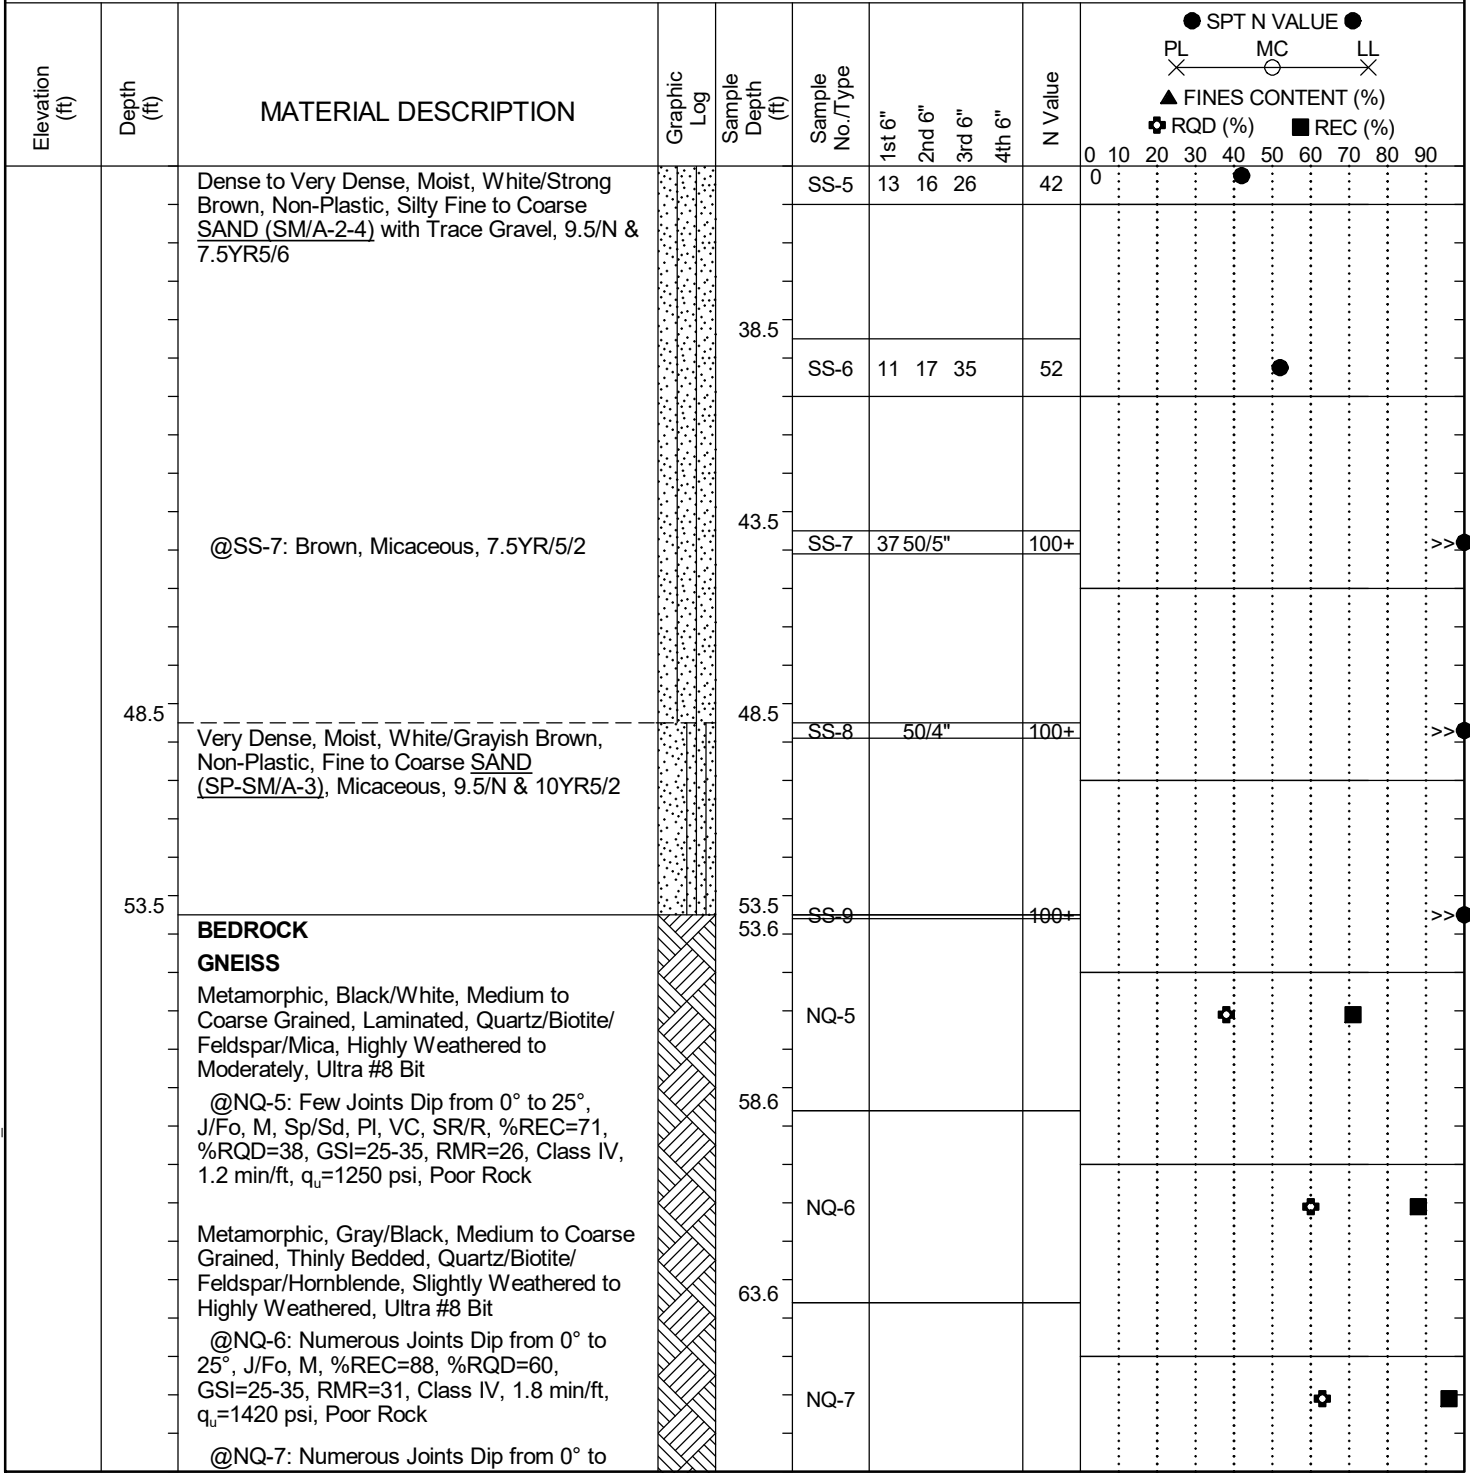 Elevation (ft)
Depth (ft)
MATERIAL DESCRIPTION
Graphic Log
Sample Depth (ft)
Sample No./Type
1st 6"
2nd 6"
3rd 6"
4th 6"
N Value
● SPT N VALUE ●
PL MC LL
▲ FINES CONTENT (%)
RQD (%) ■ REC (%)
0 10 20 30 40 50 60 70 80 90
0
Dense to Very Dense, Moist, White/Strong
Brown, Non-Plastic, Silty Fine to Coarse
SAND (SM/A-2-4) with Trace Gravel, 9.5/N &
7.5YR5/6
SS-5 13 16 26 42
38.5
SS-6 11 17 35 52
43.5
@SS-7: Brown, Micaceous, 7.5YR/5/2
SS-7 37 50/5" 100+ >>
48.5
48.5
SS-8 50/4" 100+ >>
Very Dense, Moist, White/Grayish Brown,
Non-Plastic, Fine to Coarse SAND
(SP-SM/A-3), Micaceous, 9.5/N & 10YR5/2
53.5
53.5
SS-9 100+ >>
53.6
BEDROCK
GNEISS
Metamorphic, Black/White, Medium to
Coarse Grained, Laminated, Quartz/Biotite/
Feldspar/Mica, Highly Weathered to
Moderately, Ultra #8 Bit
NQ-5
58.6
@NQ-5: Few Joints Dip from 0° to 25°,
J/Fo, M, Sp/Sd, Pl, VC, SR/R, %REC=71,
%RQD=38, GSI=25-35, RMR=26, Class IV,
1.2 min/ft, qu=1250 psi, Poor Rock
NQ-6
Metamorphic, Gray/Black, Medium to Coarse
Grained, Thinly Bedded, Quartz/Biotite/
Feldspar/Hornblende, Slightly Weathered to
Highly Weathered, Ultra #8 Bit
63.6
@NQ-6: Numerous Joints Dip from 0° to
25°, J/Fo, M, %REC=88, %RQD=60,
GSI=25-35, RMR=31, Class IV, 1.8 min/ft,
qu=1420 psi, Poor Rock
NQ-7
@NQ-7: Numerous Joints Dip from 0° to